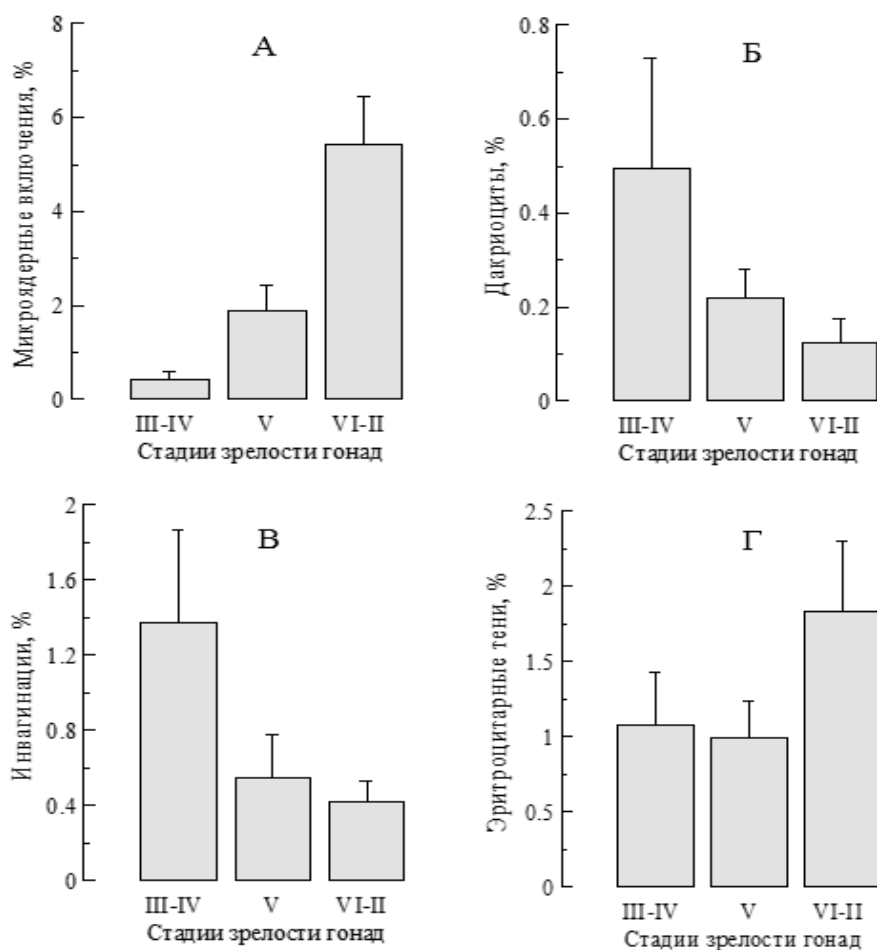 А
Микроядерные включения, %
8
6
4
2
0
III-IV V VI-II
Стадии зрелости гонад
Б
Дакриоциты, %
0.8
0.6
0.4
0.2
0
III-IV V VI-II
Стадии зрелости гонад
В
Инвагинации, %
2
1.6
1.2
0.8
0.4
0
III-IV V VI-II
Стадии зрелости гонад
Г
Эритроцитарные тени, %
2.5
2
1.5
1
0.5
0
III-IV V VI-II
Стадии зрелости гонад